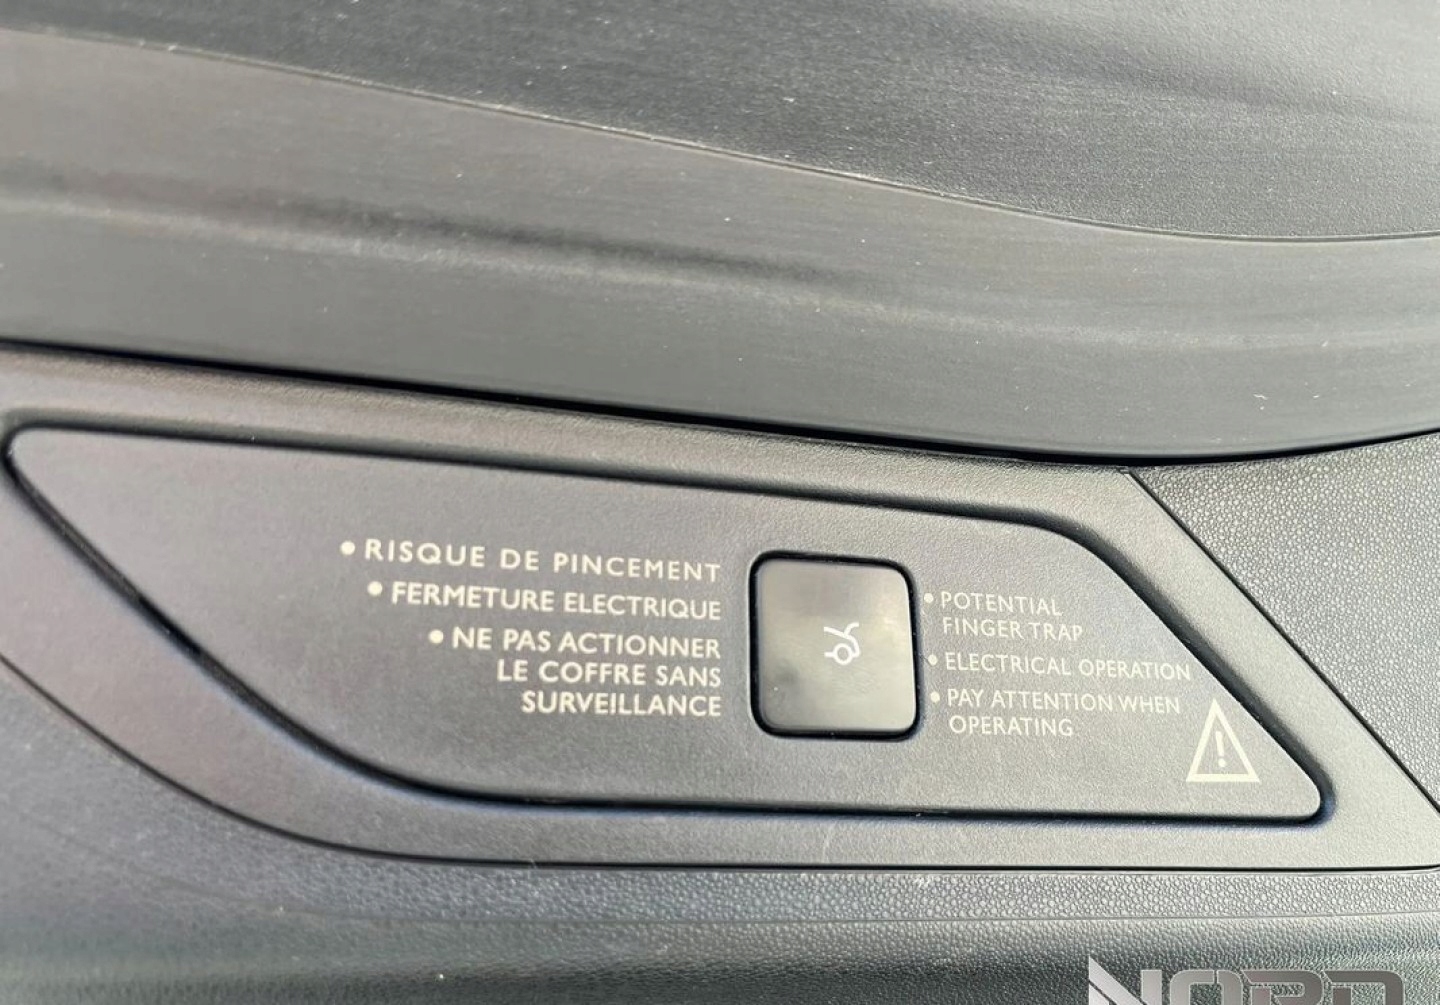 • RISQUE DE PINCEMENT
• FERMETURE ELECTRIQUE
• NE PAS ACTIONNER
LE COFFRE SANS
SURVEILLANCE
• POTENTIAL
FINGER TRAP
• ELECTRICAL OPERATION
• PAY ATTENTION WHEN
OPERATING
!
NORD